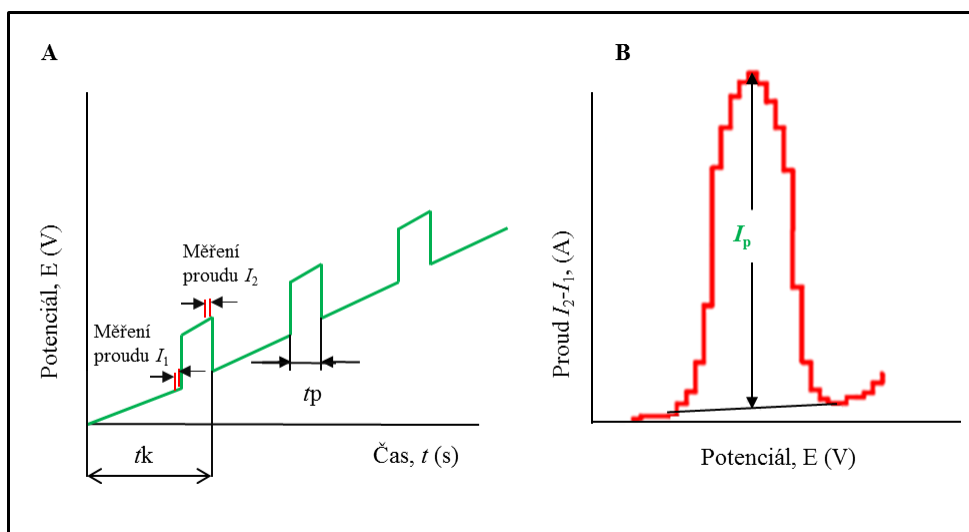 A
Potenciál, E (V)
Měření
proudu I₂
Měření
proudu I₁
tp
tk
Čas, t (s)
B
Proud I₂-I₁, (A)
Iₚ
Potenciál, E (V)